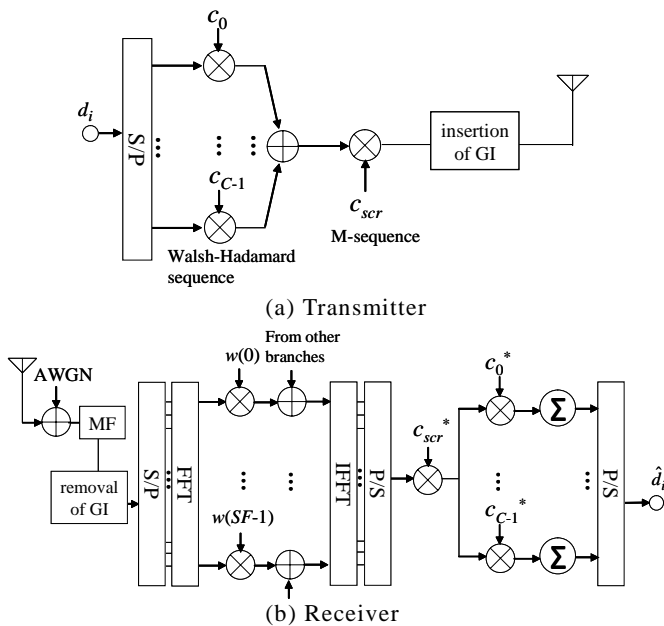 c0
di
S/P
...
... ...
cC-1
cscr
M-sequence
Walsh-Hadamard
sequence
insertion
of GI
(a) Transmitter
From other
branches
w(0)
AWGN
MF
removal
of GI
S/P
...
FFT
... ...
w(SF-1)
IFFT
...
P/S
cscr*
c0*
Σ
...
...
cC-1*
Σ
P/S
d̂i
(b) Receiver